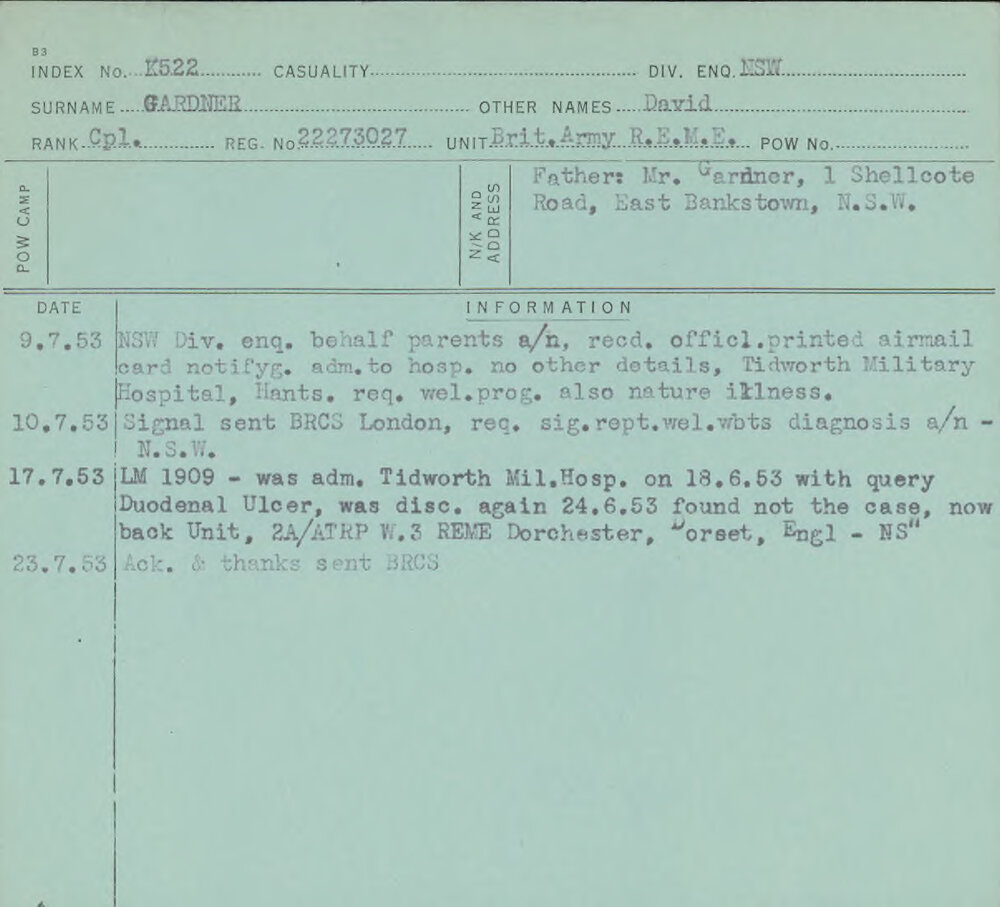 B3
INDEX No. K522 CASUALITY DIV. ENQ. NSW
SURNAME GARDNER OTHER NAMES David
RANK Cpl. REG. No 22273027 UNIT Brit.Army R.E.M.E. POW No.
POW CAMP
N/K AND ADDRESS
Father: Mr. Gardner, 1 Shellcote
Road, East Bankstown, N.S.W.
DATE INFORMATION
9.7.53 NSW Div. enq. behalf parents a/n, recd. officl.printed airmail
card notifyg. adm.to hosp. no other details, Tidworth Military
Hospital, Hants. req. wel.prog. also nature illness.
10.7.53 Signal sent BRCS London, req. sig.rept.wel.wbts diagnosis a/n -
N.S.W.
17.7.53 LM 1909 - was adm. Tidworth Mil.Hosp. on 18.6.53 with query
Duodenal Ulcer, was disc. again 24.6.53 found not the case, now
back Unit, 2A/ATRP W.3 REME Dorchester, Dorset, Engl - NS"
23.7.53 Ack. & thanks sent BRCS